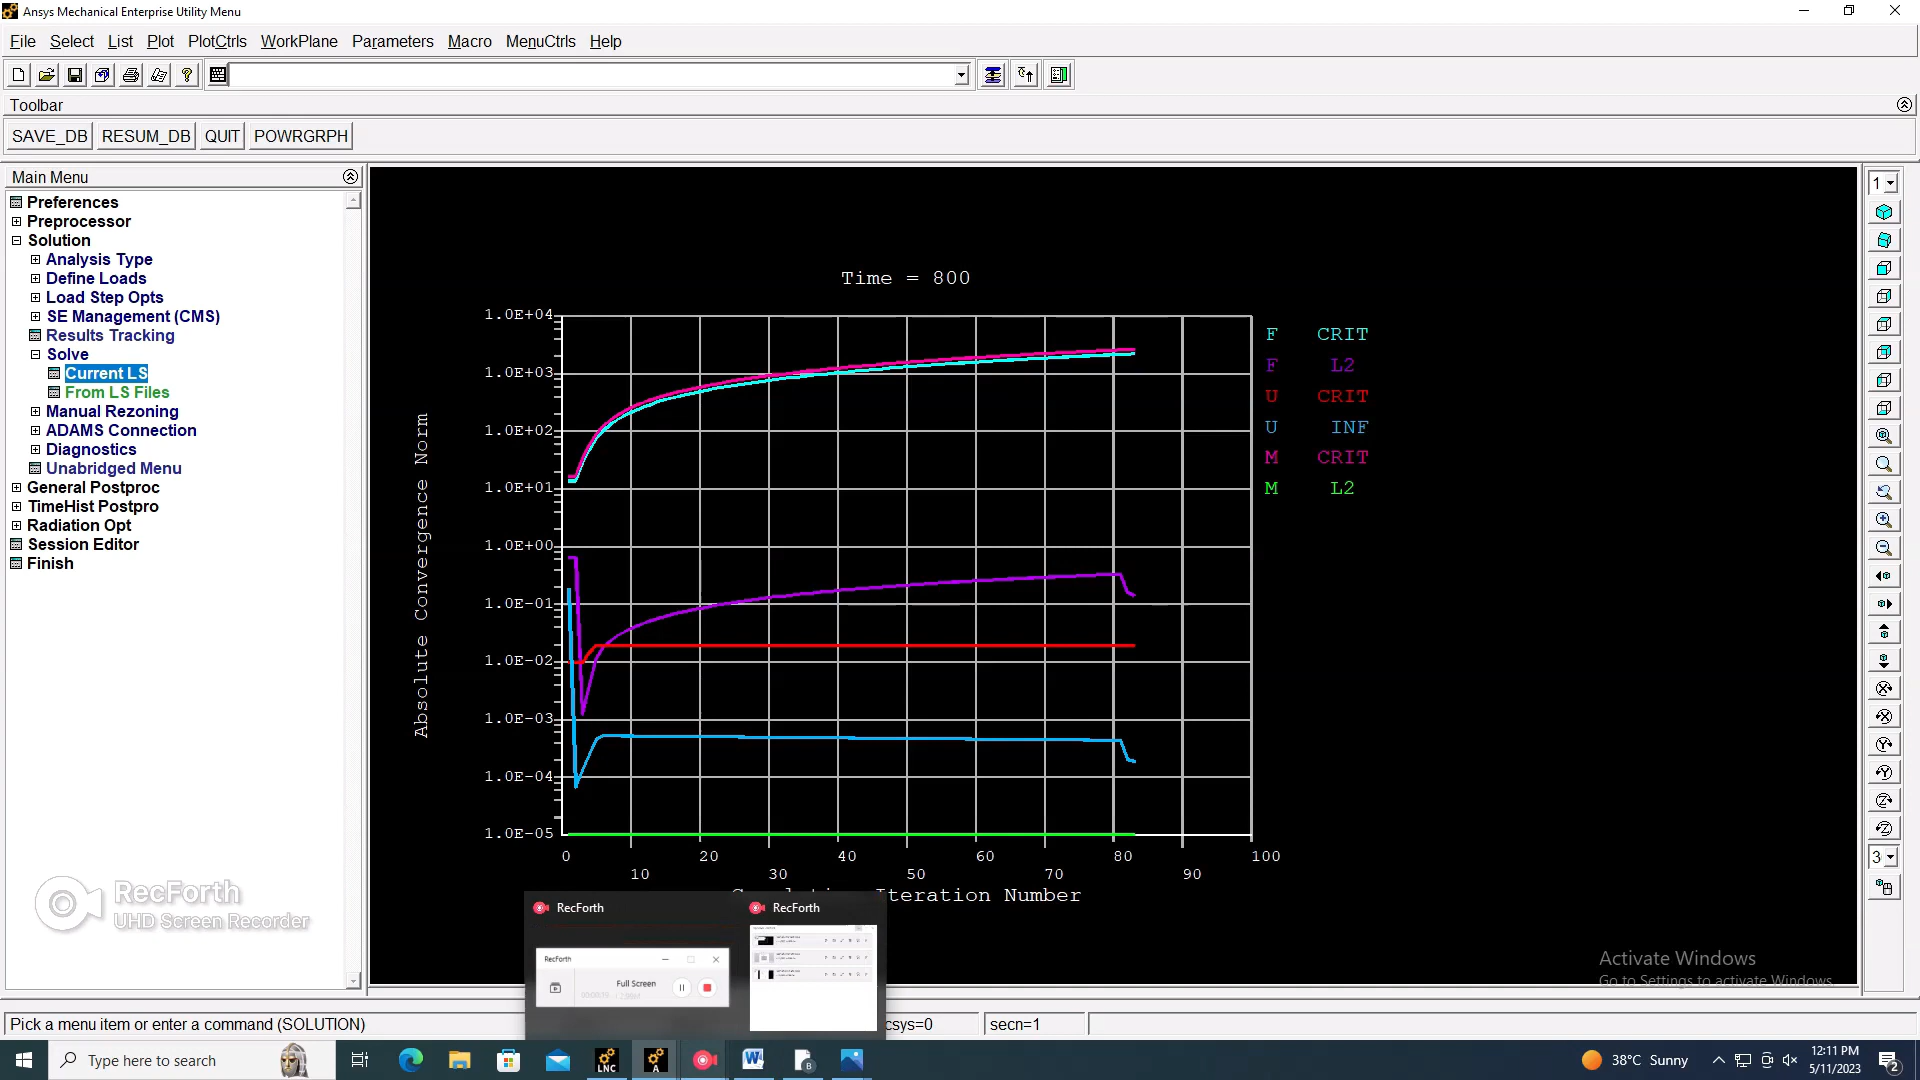 Ansys Mechanical Enterprise Utility Menu
File Select List Plot PlotCtrls WorkPlane Parameters Macro MenuCtrls Help
Toolbar
SAVE_DB RESUM_DB QUIT POWRGRPH
Main Menu
Preferences
Preprocessor
Solution
Analysis Type
Define Loads
Load Step Opts
SE Management (CMS)
Results Tracking
Solve
Current LS
From LS Files
Manual Rezoning
ADAMS Connection
Diagnostics
Unabridged Menu
General Postproc
TimeHist Postpro
Radiation Opt
Session Editor
Finish
RecForth
UHD Screen Recorder
Time = 800
Absolute Convergence Norm
1.0E+04
1.0E+03
1.0E+02
1.0E+01
1.0E+00
1.0E-01
1.0E-02
1.0E-03
1.0E-04
1.0E-05
F CRIT
F L2
U CRIT
U INF
M CRIT
M L2
0 20 40 60 80 100
10 30 50 70 90
Iteration Number
1
3
RecForth
RecForth
RecForth
Full Screen
Activate Windows
Go to Settings to activate Windows.
Pick a menu item or enter a command (SOLUTION)
csys=0
secn=1
Type here to search
LNC
A
38°C Sunny
12:11 PM
5/11/2023
2